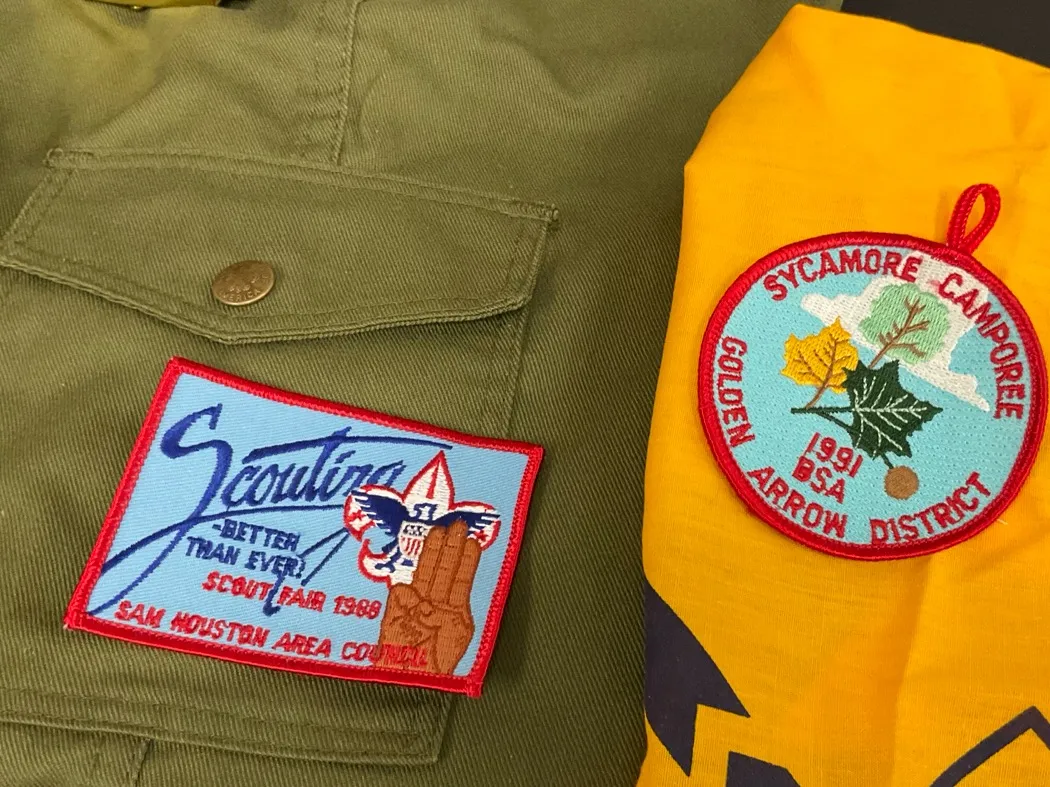 Scouting
-BETTER
THAN EVER!
SCOUT FAIR 1988
SAM HOUSTON AREA COUNCIL
SYCAMORE CAMPOREE
GOLDEN ARROW DISTRICT
1991
BSA